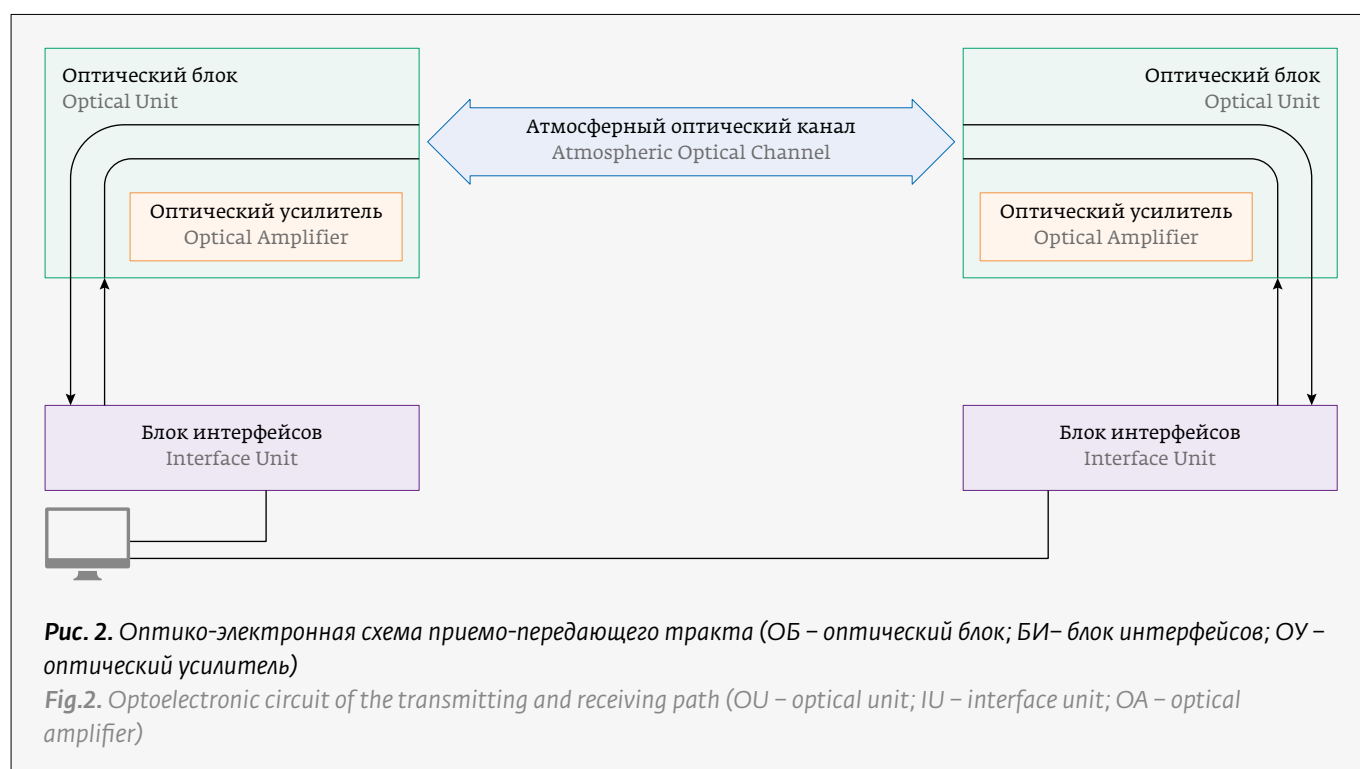 Оптический блок
Optical Unit
Оптический блок
Optical Unit
Атмосферный оптический канал
Atmospheric Optical Channel
Оптический усилитель
Optical Amplifier
Оптический усилитель
Optical Amplifier
Блок интерфейсов
Interface Unit
Блок интерфейсов
Interface Unit
Рис. 2. Оптико-электронная схема приемо-передающего тракта (ОБ – оптический блок; БИ– блок интерфейсов; ОУ –
оптический усилитель)
Fig.2. Optoelectronic circuit of the transmitting and receiving path (OU – optical unit; IU – interface unit; OA – optical
amplifier)